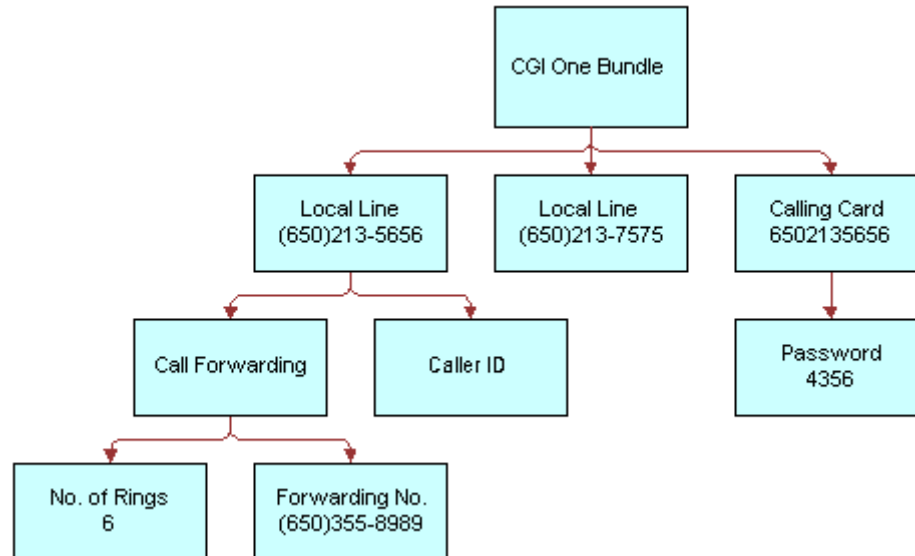 CGI One Bundle
Local Line
(650)213-5656
Local Line
(650)213-7575
Calling Card
6502135656
Call Forwarding
Caller ID
Password
4356
No. of Rings
6
Forwarding No.
(650)355-8989